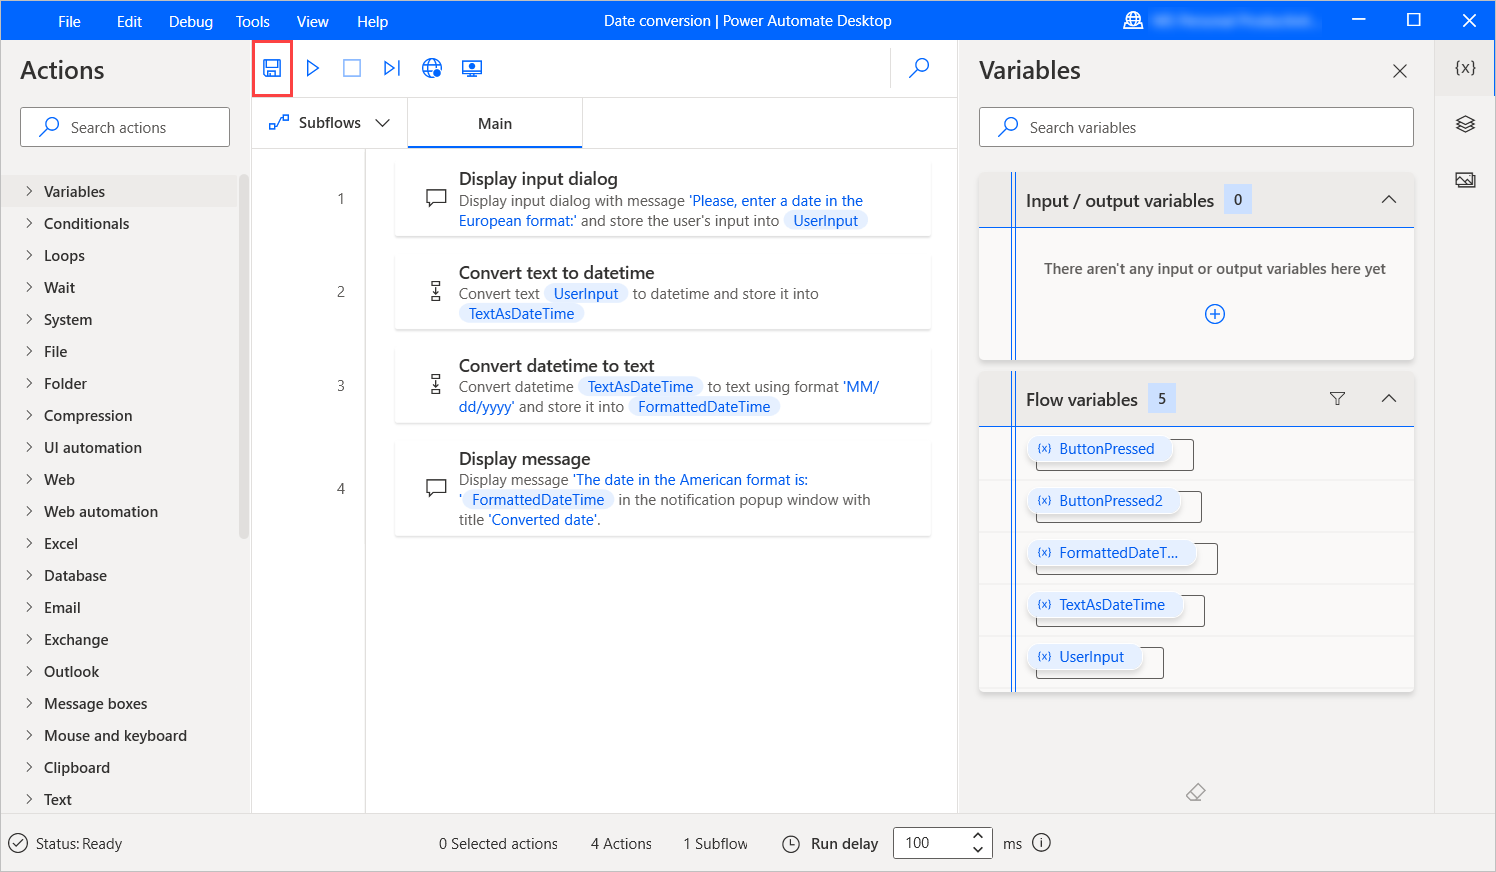 File Edit Debug Tools View Help
Date conversion | Power Automate Desktop
Actions
Search actions
Variables
Conditionals
Loops
Wait
System
File
Folder
Compression
UI automation
Web
Web automation
Excel
Database
Email
Exchange
Outlook
Message boxes
Mouse and keyboard
Clipboard
Text
Subflows
Main
1
Display input dialog
Display input dialog with message 'Please, enter a date in the
European format:' and store the user's input into UserInput
2
Convert text to datetime
Convert text UserInput to datetime and store it into
TextAsDateTime
3
Convert datetime to text
Convert datetime TextAsDateTime to text using format 'MM/
dd/yyyy' and store it into FormattedDateTime
4
Display message
Display message 'The date in the American format is:
' FormattedDateTime in the notification popup window with
title 'Converted date'.
Variables
{x}
Search variables
Input / output variables 0
There aren't any input or output variables here yet
Flow variables 5
{x} ButtonPressed
{x} ButtonPressed2
{x} FormattedDateT...
{x} TextAsDateTime
{x} UserInput
Status: Ready
0 Selected actions
4 Actions
1 Subflow
Run delay
100
ms